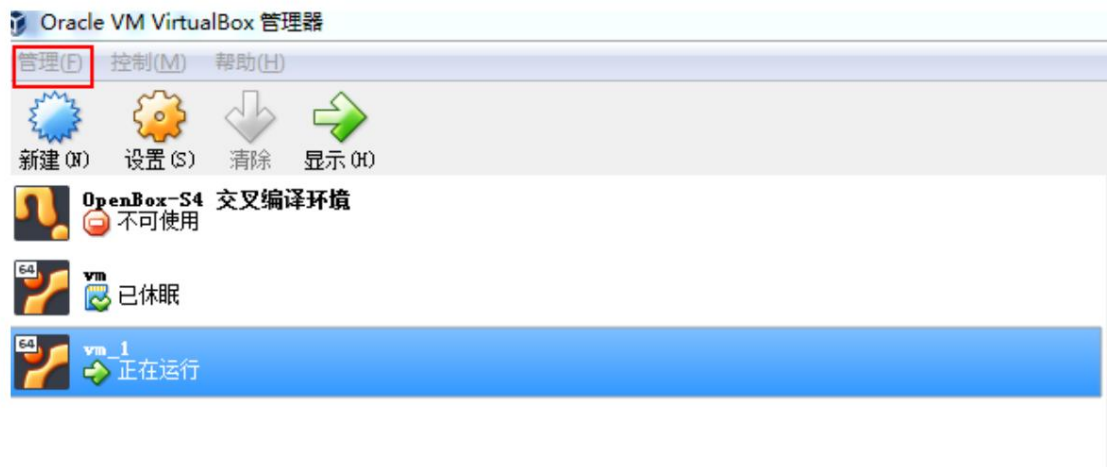 Oracle VM VirtualBox 管理器
管理(F) 控制(M) 帮助(H)
新建(N) 设置(S) 清除 显示(H)
OpenBox-S4 交叉编译环境
不可使用
64
vm
已休眠
64
vm_1
正在运行